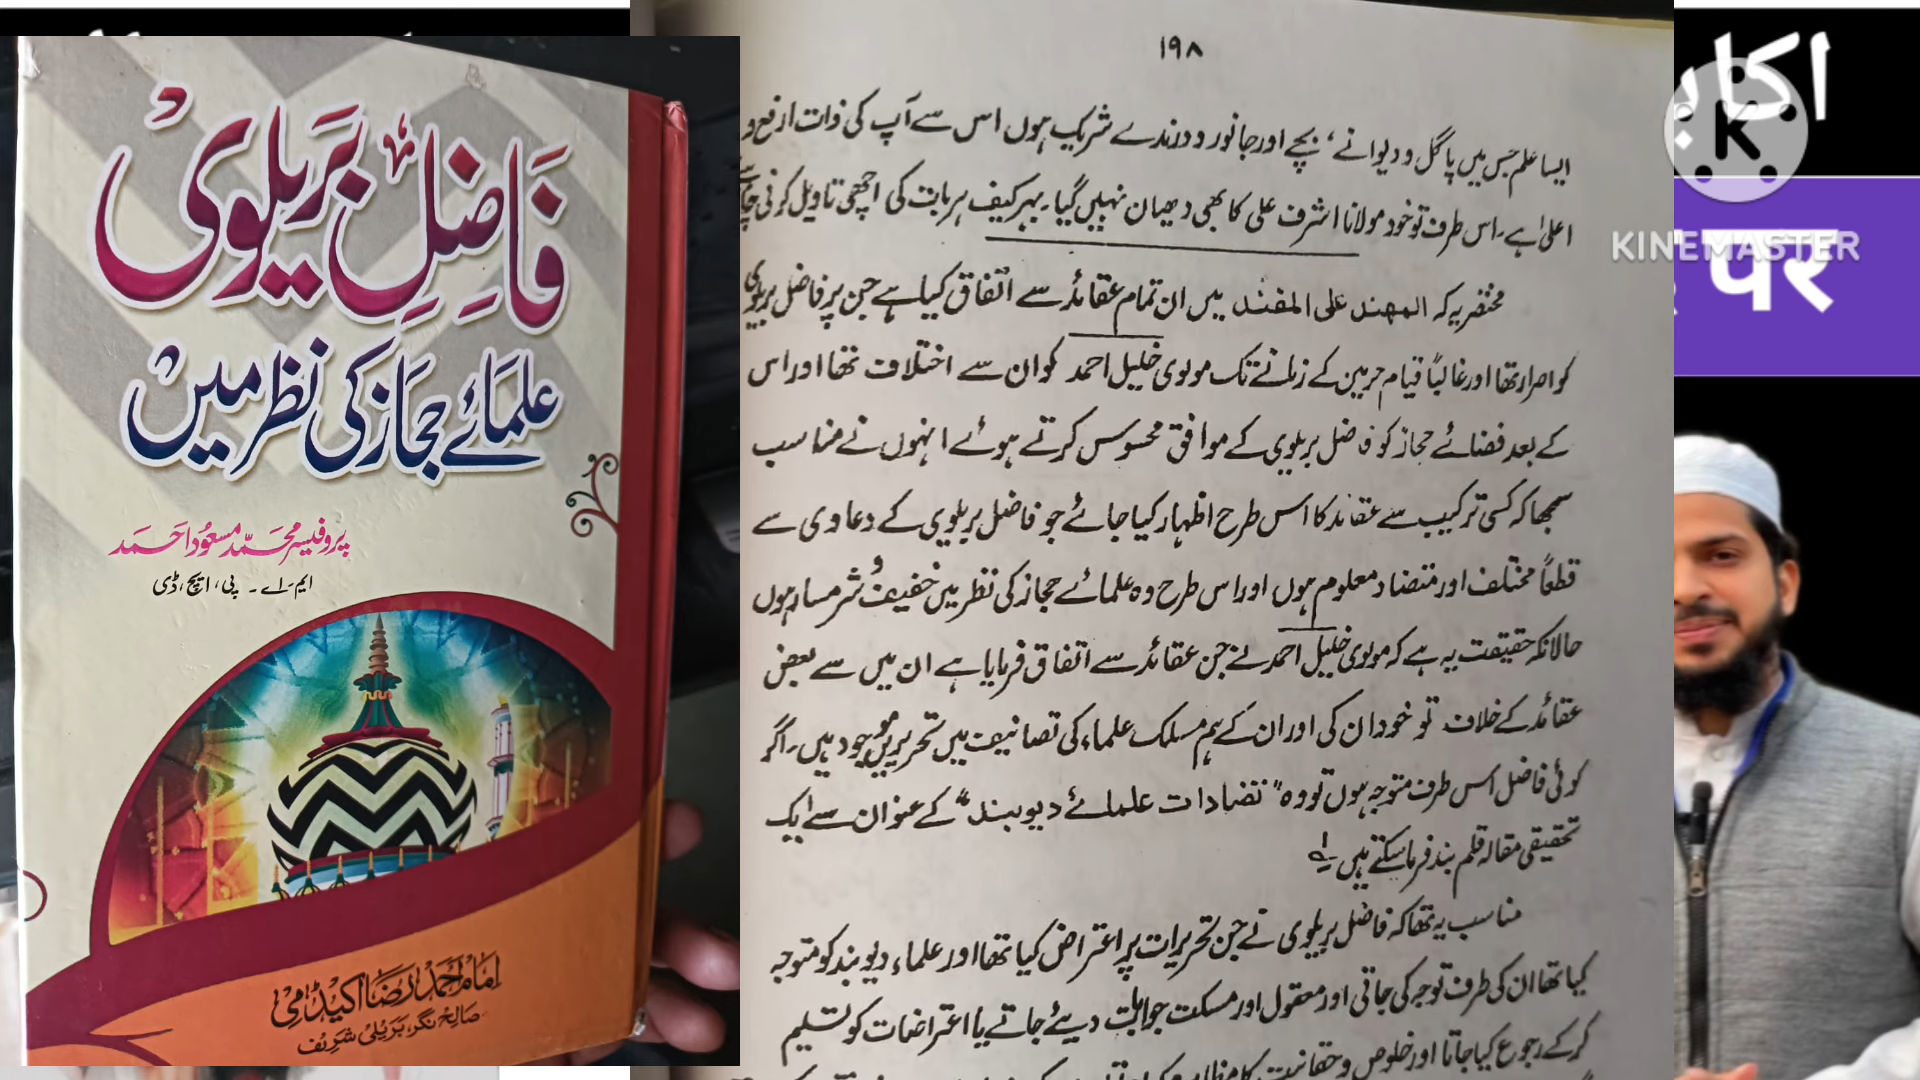 فاضلِ بریلوی
علمائے حجاز کی نظر میں
پروفیسر محمد مسعود احمد
ایم۔اے۔ پی، ایچ، ڈی
امام احمد رضا اکیڈمی
صالح نگر، بریلی شریف
۱۹۸
ایسا علم جس میں پاگل و دیوانے، بچے اور جانور و درندے شریک ہوں اس سے آپ کی ذات ارفع و
اعلیٰ ہے۔ اس طرف تو خود مولانا اشرف علی کا بھی دھیان نہیں گیا۔ بہر کیف ہر بات کی اچھی تاویل کرنی چاہیے
مختصر یہ کہ المہند علی المفند میں ان تمام عقائد سے اتفاق کیا ہے جن پر فاضل بریلوی
کو اصرار تھا اور غالباً قیام حرمین کے زمانے تک مولوی خلیل احمد کو ان سے اختلاف تھا اور اس
کے بعد فضائے حجاز کو فاضل بریلوی کے موافق محسوس کرتے ہوئے انہوں نے مناسب
سمجھا کہ کسی ترکیب سے عقائد کا اس طرح اظہار کیا جائے جو فاضل بریلوی کے دعاوی سے
قطعاً مختلف اور متضاد معلوم ہوں اور اس طرح وہ علمائے حجاز کی نظر میں خفیف و شرمسار ہوں
حالانکہ حقیقت یہ ہے کہ مولوی خلیل احمد نے جن عقائد سے اتفاق فرمایا ہے ان میں سے بعض
عقائد کے خلاف تو خود ان کی اور ان کے ہم مسلک علماء کی تصانیف میں تحریریں موجود ہیں۔ اگر
کوئی فاضل اس طرف متوجہ ہوں تو وہ "تضادات علمائے دیوبند" کے عنوان سے ایک
تحقیقی مقالہ قلم بند فرما سکتے ہیں۔
مناسب یہ تھا کہ فاضل بریلوی نے جن تحریرات پر اعتراض کیا تھا اور علماء دیوبند کو متوجہ
کیا تھا ان کی طرف توجہ کی جاتی اور معقول اور مسکت جوابات دیئے جاتے یا اعتراضات کو تسلیم
کر کے رجوع کیا جاتا اور خلوص و حقانیت کا
اکابر
K
KINEMASTER
पर